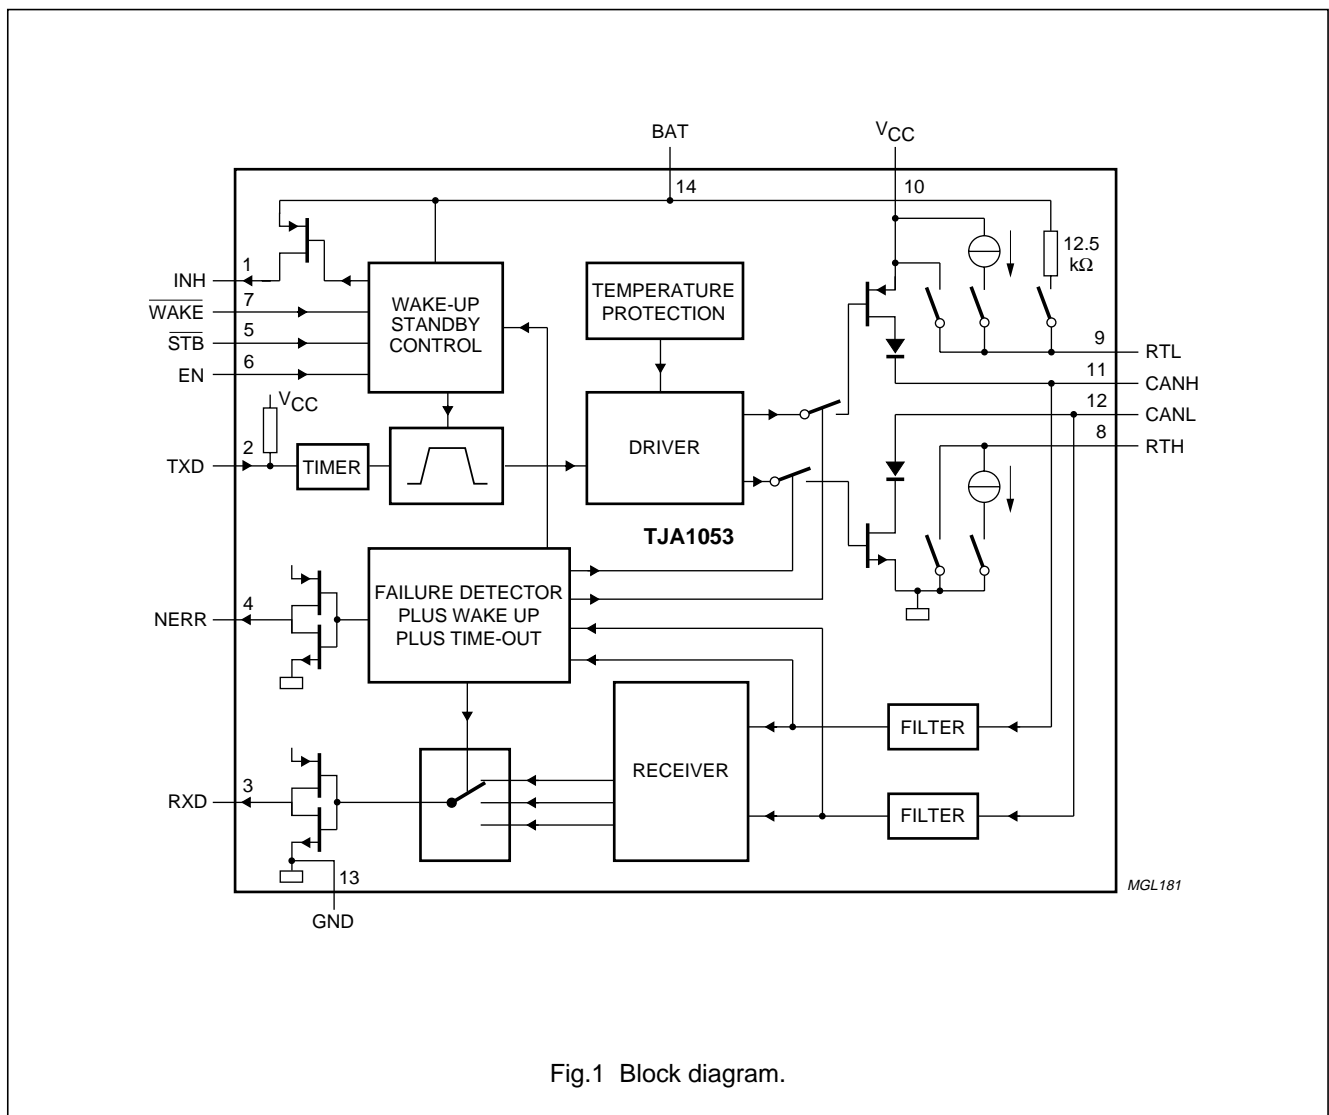 BAT
VCC
14
10
12.5
kΩ
1
INH
7
WAKE
5
STB
6
EN
WAKE-UP
STANDBY
CONTROL
TEMPERATURE
PROTECTION
9
RTL
11
CANH
12
CANL
8
RTH
VCC
2
TXD
TIMER
DRIVER
TJA1053
4
NERR
FAILURE DETECTOR
PLUS WAKE UP
PLUS TIME-OUT
FILTER
RECEIVER
3
RXD
FILTER
13
GND
MGL181
Fig.1 Block diagram.